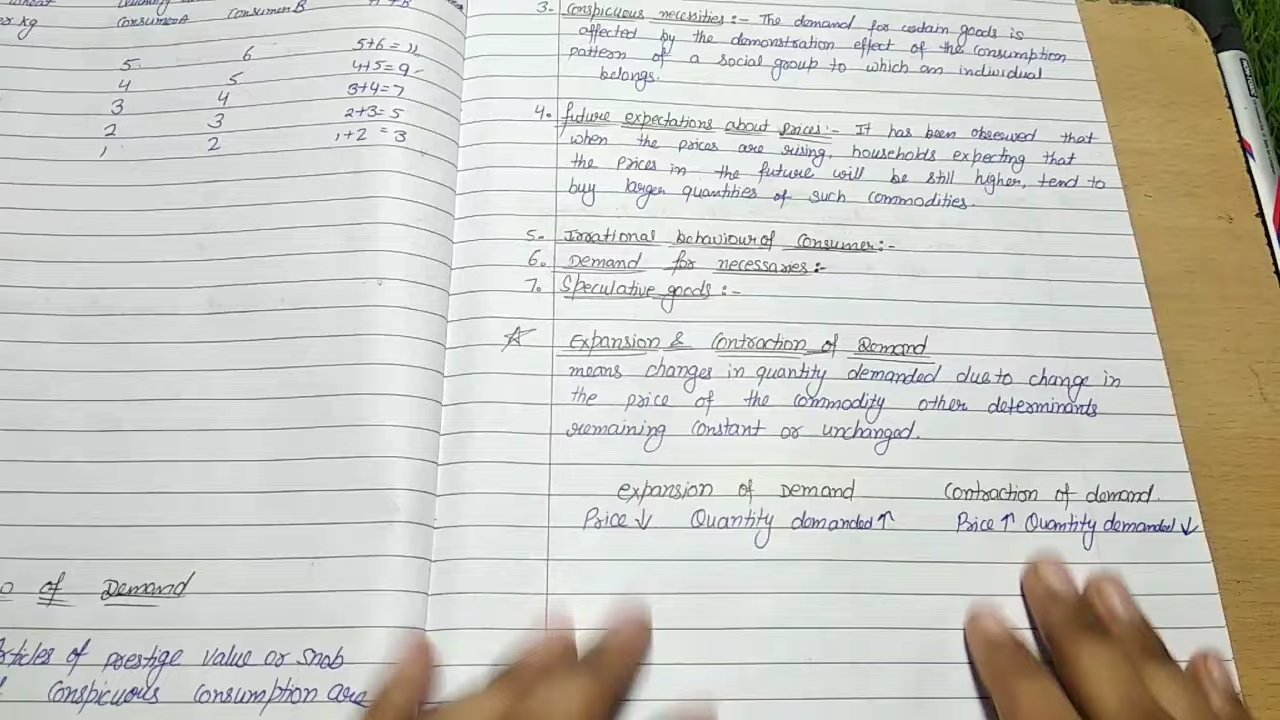 Consumer A Consumer B
er kg
5 6 5+6 = 11
4 5 4+5 = 9
3 4 3+4 = 7
2 3 2+3 = 5
1 2 1+2 = 3
of Demand
rticles of prestige value or snob
Conspicuous Consumption are
3. Conspicuous necessities :- The demand for certain goods is
affected by the demonstration effect of the consumption
pattern of a social group to which an individual
belongs.
4. future expectations about prices :- It has been observed that
when the prices are rising, households expecting that
the prices in the future will be still higher, tend to
buy larger quantities of such commodities.
5. Irrational behaviour of Consumer :-
6. Demand for necessaries :-
7. Speculative goods :-
☆ Expansion & Contraction of Demand
means changes in quantity demanded due to change in
the price of the commodity other determinants
remaining constant or unchanged.
expansion of Demand Contraction of demand.
Price ↓ Quantity demanded ↑ Price ↑ Quantity demanded ↓